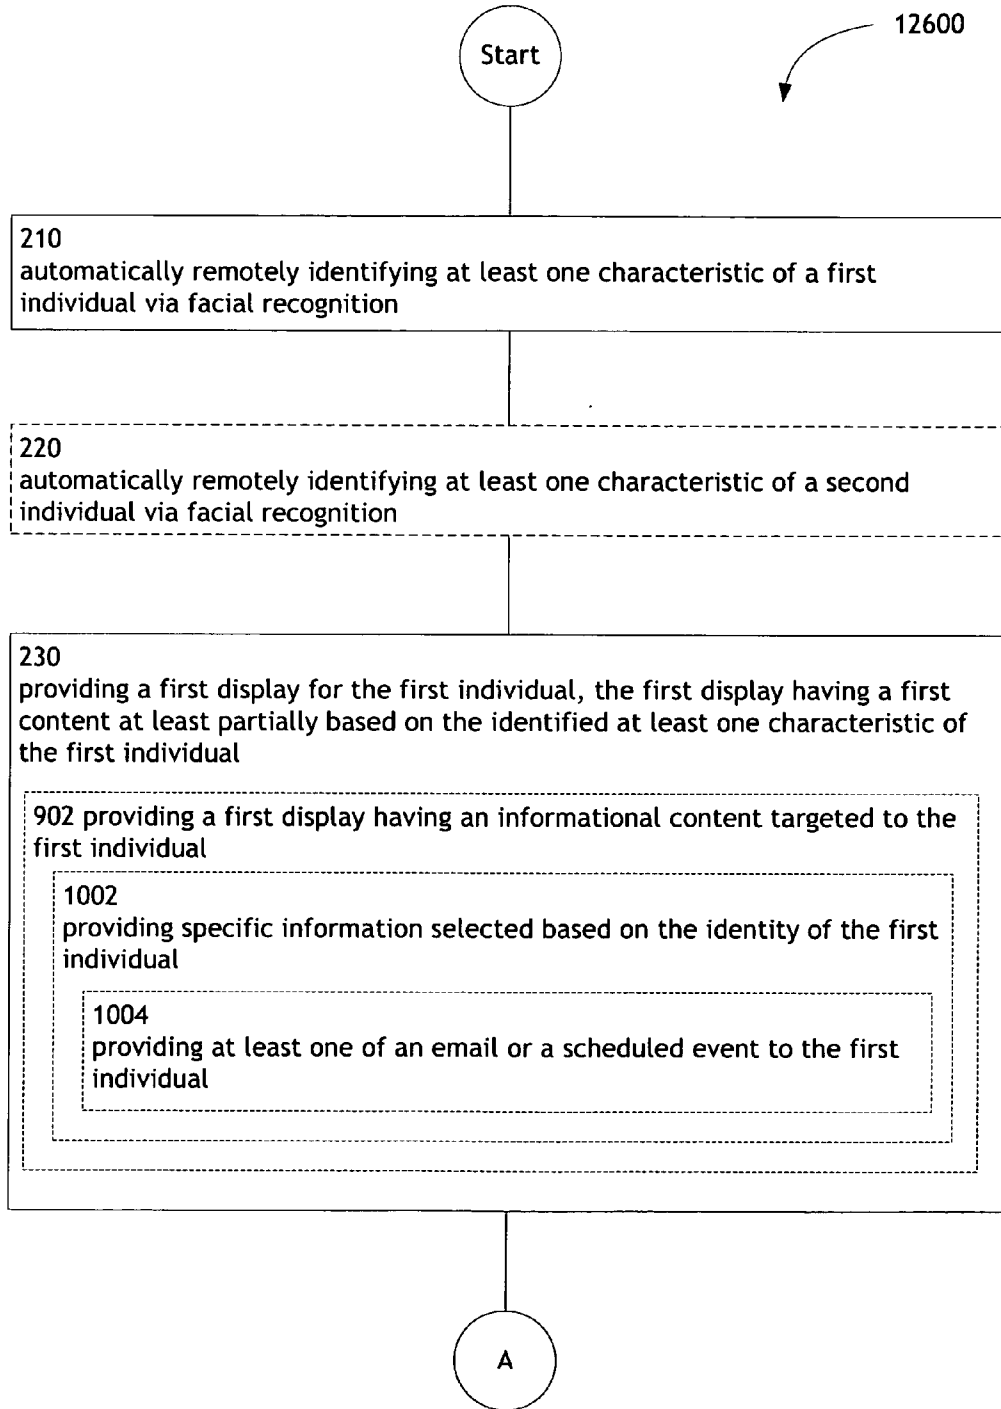 12600
Start
210
automatically remotely identifying at least one characteristic of a first
individual via facial recognition
220
automatically remotely identifying at least one characteristic of a second
individual via facial recognition
230
providing a first display for the first individual, the first display having a first
content at least partially based on the identified at least one characteristic of
the first individual
902 providing a first display having an informational content targeted to the
first individual
1002
providing specific information selected based on the identity of the first
individual
1004
providing at least one of an email or a scheduled event to the first
individual
A